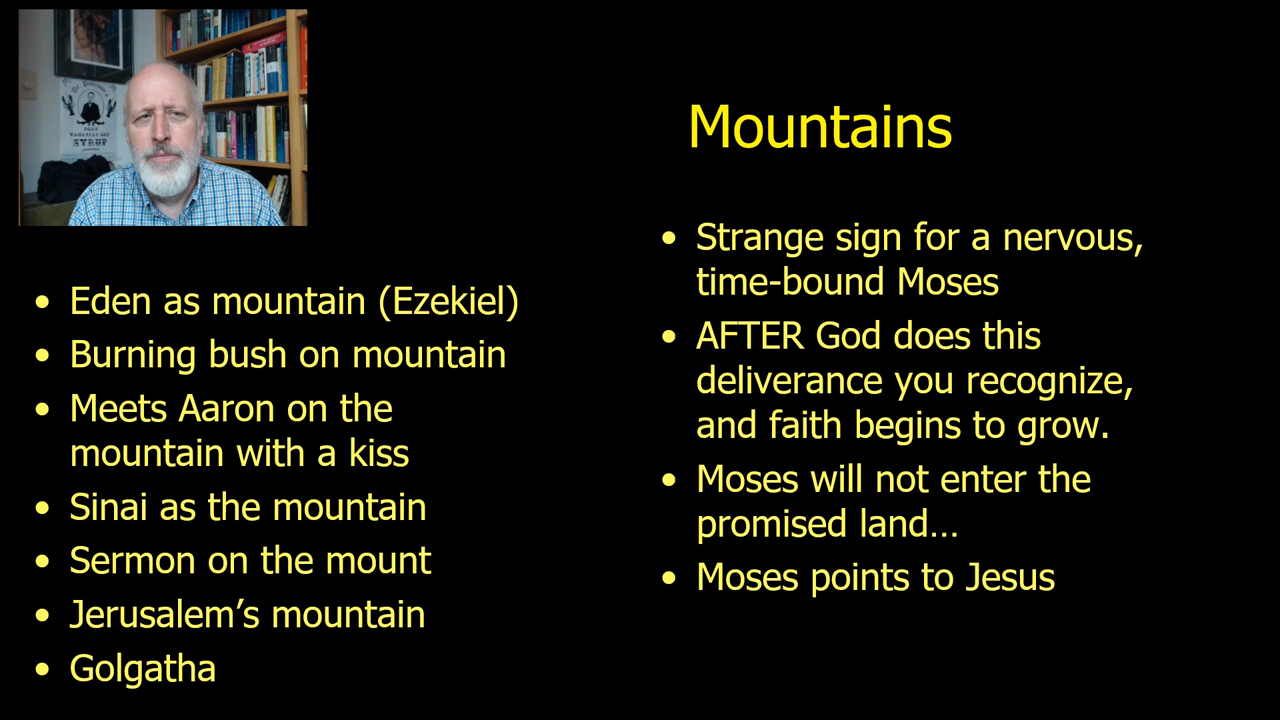 SYRUP
Mountains
• Eden as mountain (Ezekiel)
• Burning bush on mountain
• Meets Aaron on the
mountain with a kiss
• Sinai as the mountain
• Sermon on the mount
• Jerusalem’s mountain
• Golgatha
• Strange sign for a nervous,
time-bound Moses
• AFTER God does this
deliverance you recognize,
and faith begins to grow.
• Moses will not enter the
promised land...
• Moses points to Jesus